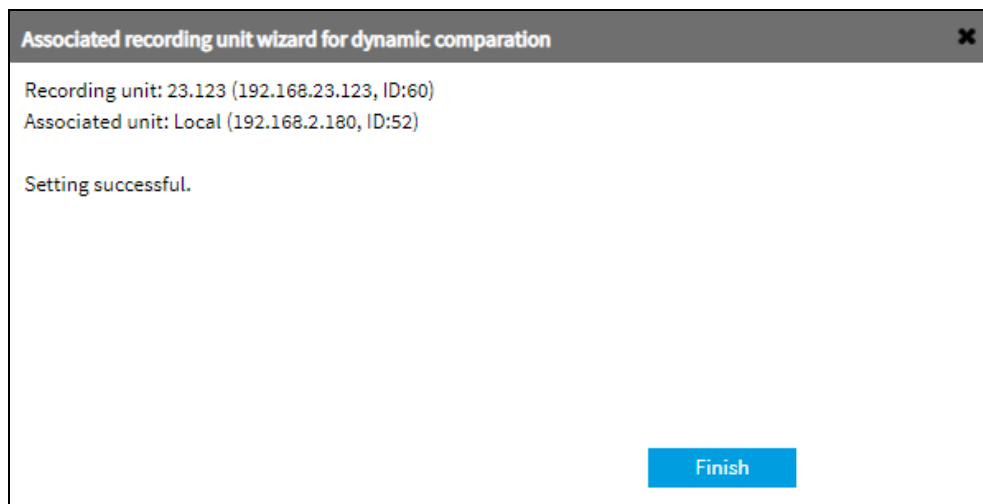 Associated recording unit wizard for dynamic comparation
Recording unit: 23.123 (192.168.23.123, ID:60)
Associated unit: Local (192.168.2.180, ID:52)
Setting successful.
Finish